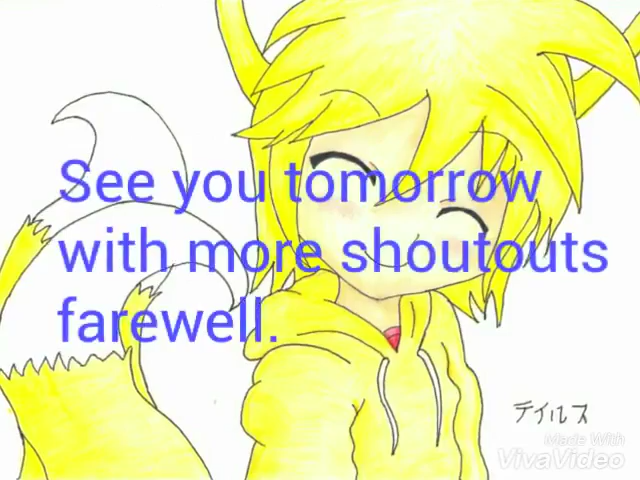 See you tomorrow
with more shoutouts
farewell.
テイルス
Made With
VivaVideo